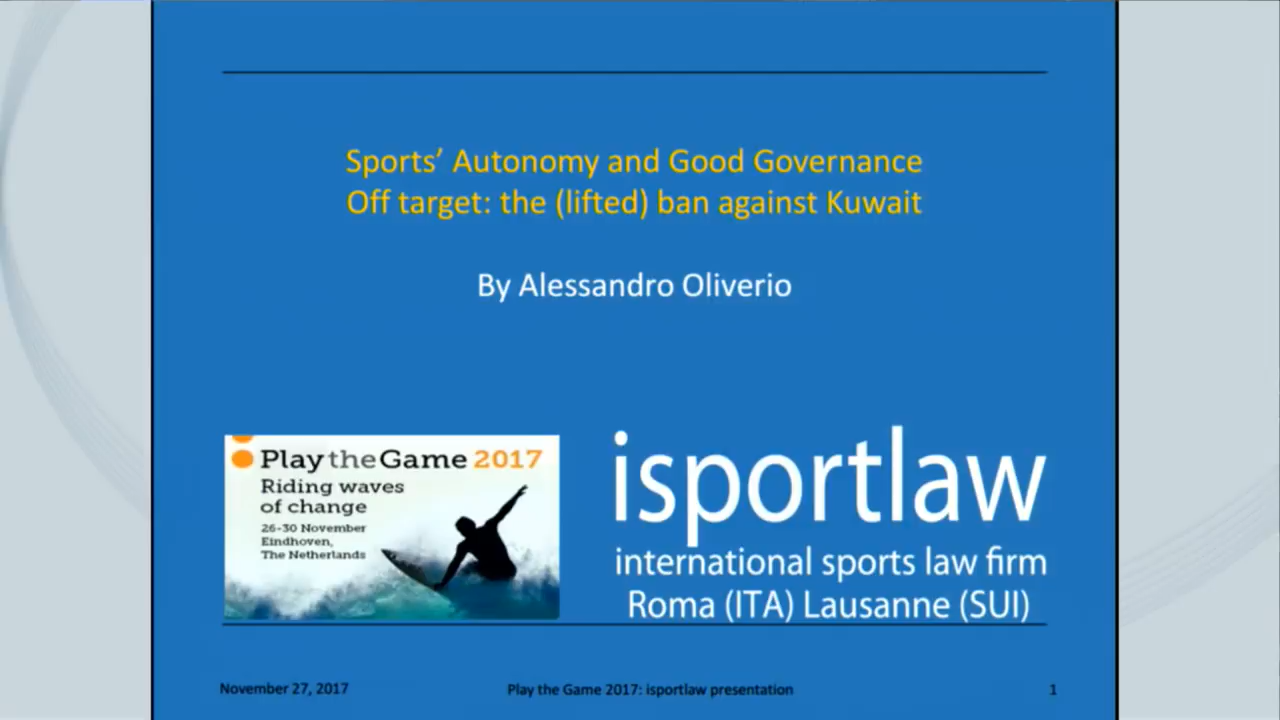 Sports’ Autonomy and Good Governance
Off target: the (lifted) ban against Kuwait
By Alessandro Oliverio
Play the Game 2017
Riding waves
of change
26-30 November
Eindhoven,
The Netherlands
isportlaw
international sports law firm
Roma (ITA) Lausanne (SUI)
November 27, 2017
Play the Game 2017: isportlaw presentation
1